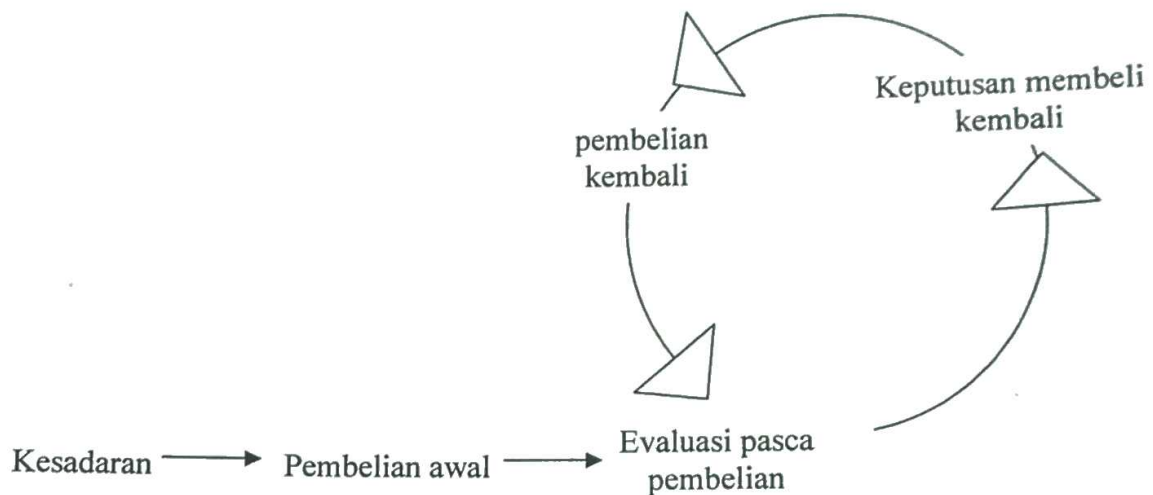 Keputusan membeli
kembali
pembelian
kembali
Evaluasi pasca
pembelian
Kesadaran
Pembelian awal